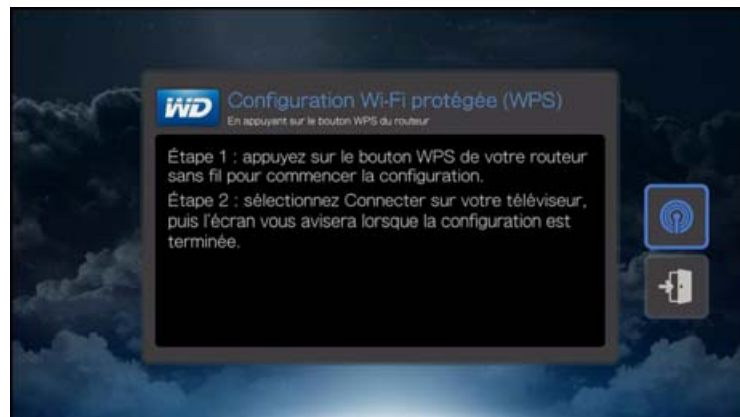 WD
Configuration Wi-Fi protégée (WPS)
En appuyant sur le bouton WPS du routeur
Étape 1 : appuyez sur le bouton WPS de votre routeur
sans fil pour commencer la configuration.
Étape 2 : sélectionnez Connecter sur votre téléviseur,
puis l'écran vous avisera lorsque la configuration est
terminée.